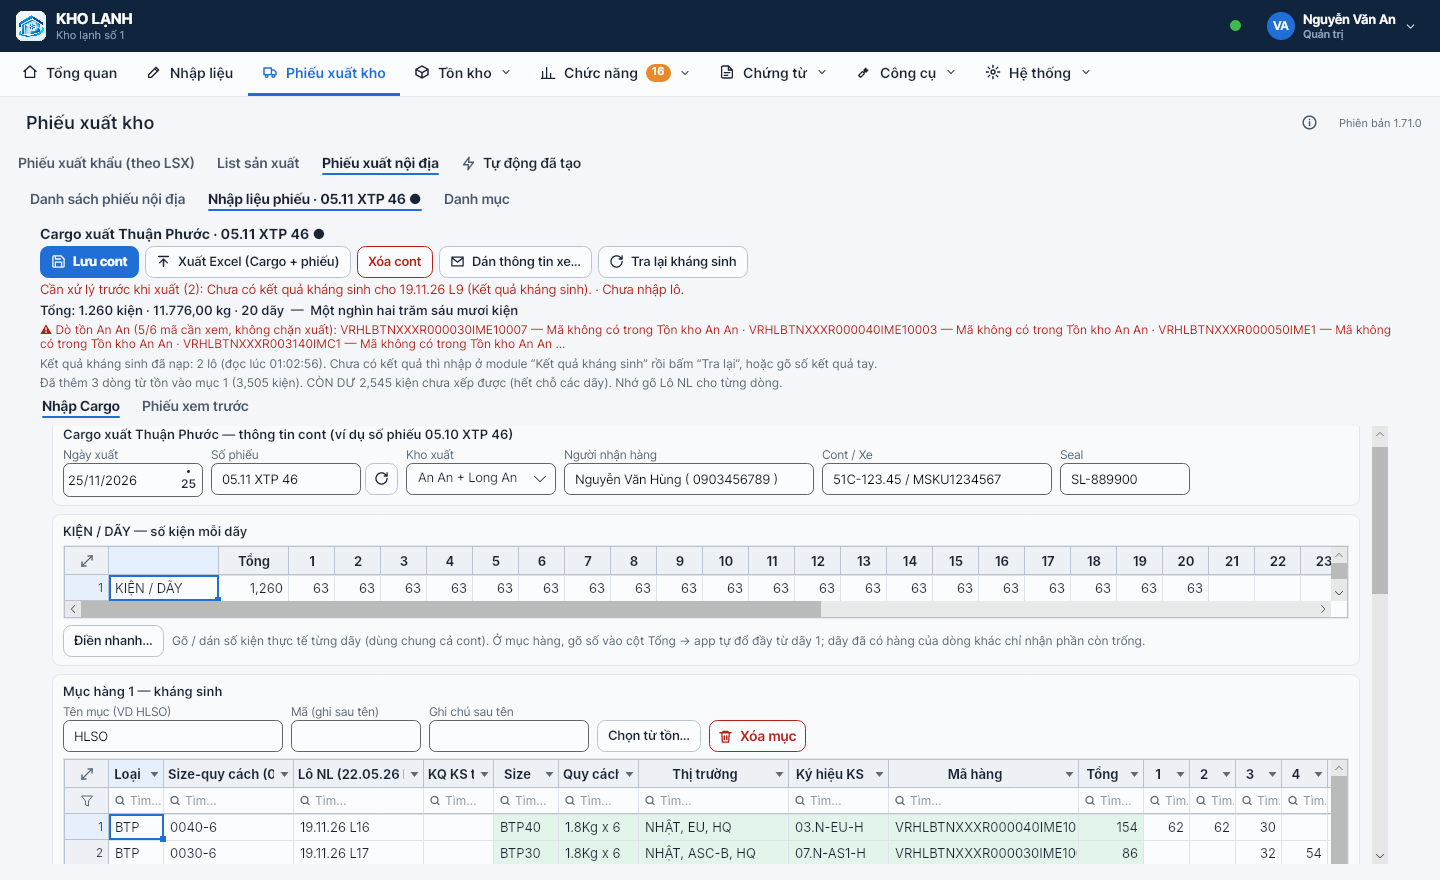 KHO LẠNH
Kho lạnh số 1
VA
Nguyễn Văn An
Quản trị
Tổng quan
Nhập liệu
Phiếu xuất kho
Tồn kho
Chức năng 16
Chứng từ
Công cụ
Hệ thống
Phiếu xuất kho
Phiên bản 1.71.0
Phiếu xuất khẩu (theo LSX)
List sản xuất
Phiếu xuất nội địa
Tự động đã tạo
Danh sách phiếu nội địa
Nhập liệu phiếu · 05.11 XTP 46 ●
Danh mục
Cargo xuất Thuận Phước · 05.11 XTP 46 ●
Lưu cont
Xuất Excel (Cargo + phiếu)
Xóa cont
Dán thông tin xe...
Tra lại kháng sinh
Cần xử lý trước khi xuất (2): Chưa có kết quả kháng sinh cho 19.11.26 L9 (Kết quả kháng sinh). · Chưa nhập lô.
Tổng: 1.260 kiện · 11.776,00 kg · 20 dãy — Một nghìn hai trăm sáu mươi kiện
⚠ Dò tồn An An (5/6 mã cần xem, không chặn xuất): VRHLBTNXXXR000030IME10007 — Mã không có trong Tồn kho An An · VRHLBTNXXXR000040IME10003 — Mã không có trong Tồn kho An An · VRHLBTNXXXR000050IME1 — Mã không
có trong Tồn kho An An · VRHLBTNXXXR003140IMC1 — Mã không có trong Tồn kho An An ...
Kết quả kháng sinh đã nạp: 2 lô (đọc lúc 01:02:56). Chưa có kết quả thì nhập ở module “Kết quả kháng sinh” rồi bấm “Tra lại”, hoặc gõ số kết quả tay.
Đã thêm 3 dòng từ tồn vào mục 1 (3,505 kiện). CÒN DƯ 2,545 kiện chưa xếp được (hết chỗ các dãy). Nhớ gõ Lô NL cho từng dòng.
Nhập Cargo
Phiếu xem trước
Cargo xuất Thuận Phước — thông tin cont (ví dụ số phiếu 05.10 XTP 46)
Ngày xuất
Số phiếu
Kho xuất
Người nhận hàng
Cont / Xe
Seal
25/11/2026
25
05.11 XTP 46
An An + Long An
Nguyễn Văn Hùng ( 0903456789 )
51C-123.45 / MSKU1234567
SL-889900
KIỆN / DÃY — số kiện mỗi dãy
Tổng 1 2 3 4 5 6 7 8 9 10 11 12 13 14 15 16 17 18 19 20 21 22 23
1 KIỆN / DÃY 1,260 63 63 63 63 63 63 63 63 63 63 63 63 63 63 63 63 63 63 63 63
Điền nhanh...
Gõ / dán số kiện thực tế từng dãy (dùng chung cả cont). Ở mục hàng, gõ số vào cột Tổng → app tự đổ đầy từ dãy 1; dãy đã có hàng của dòng khác chỉ nhận phần còn trống.
Mục hàng 1 — kháng sinh
Tên mục (VD HLSO)
Mã (ghi sau tên)
Ghi chú sau tên
HLSO
Chọn từ tồn...
Xóa mục
Loại Size-quy cách (0 Lô NL (22.05.26 KQ KS t Size Quy cách Thị trường Ký hiệu KS Mã hàng Tổng 1 2 3 4
Tìm... Tìm... Tìm... Tìm... Tìm... Tìm... Tìm... Tìm... Tìm... Tìm... Tìm. Tìm. Tìm. Tìm.
1 BTP 0040-6 19.11.26 L16 BTP40 1.8Kg x 6 NHẬT, EU, HQ 03.N-EU-H VRHLBTNXXXR000040IME10 154 62 62 30
2 BTP 0030-6 19.11.26 L17 BTP30 1.8Kg x 6 NHẬT, ASC-B, HQ 07.N-AS1-H VRHLBTNXXXR000030IME10 86 32 54